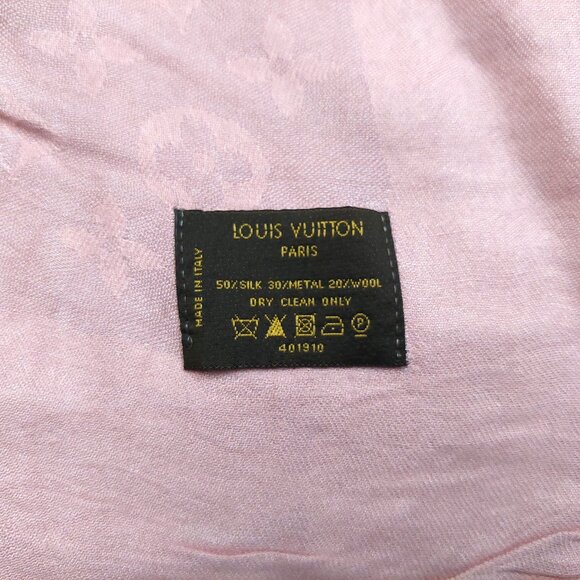 LOUIS VUITTON
PARIS
50%SILK 30%METAL 20%WOOL
DRY CLEAN ONLY
P
401910
MADE IN ITALY